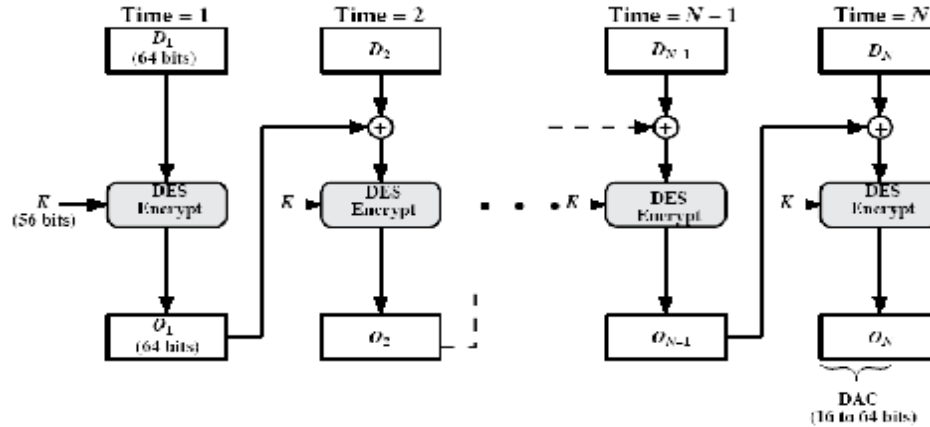 Time = 1
Time = 2
Time = N − 1
Time = N
D1
(64 bits)
D2
DN-1
DN
+
+
+
K
(56 bits)
DES
Encrypt
K
DES
Encrypt
K
DES
Encrypt
K
DES
Encrypt
O1
(64 bits)
O2
ON-1
ON
DAC
(16 to 64 bits)